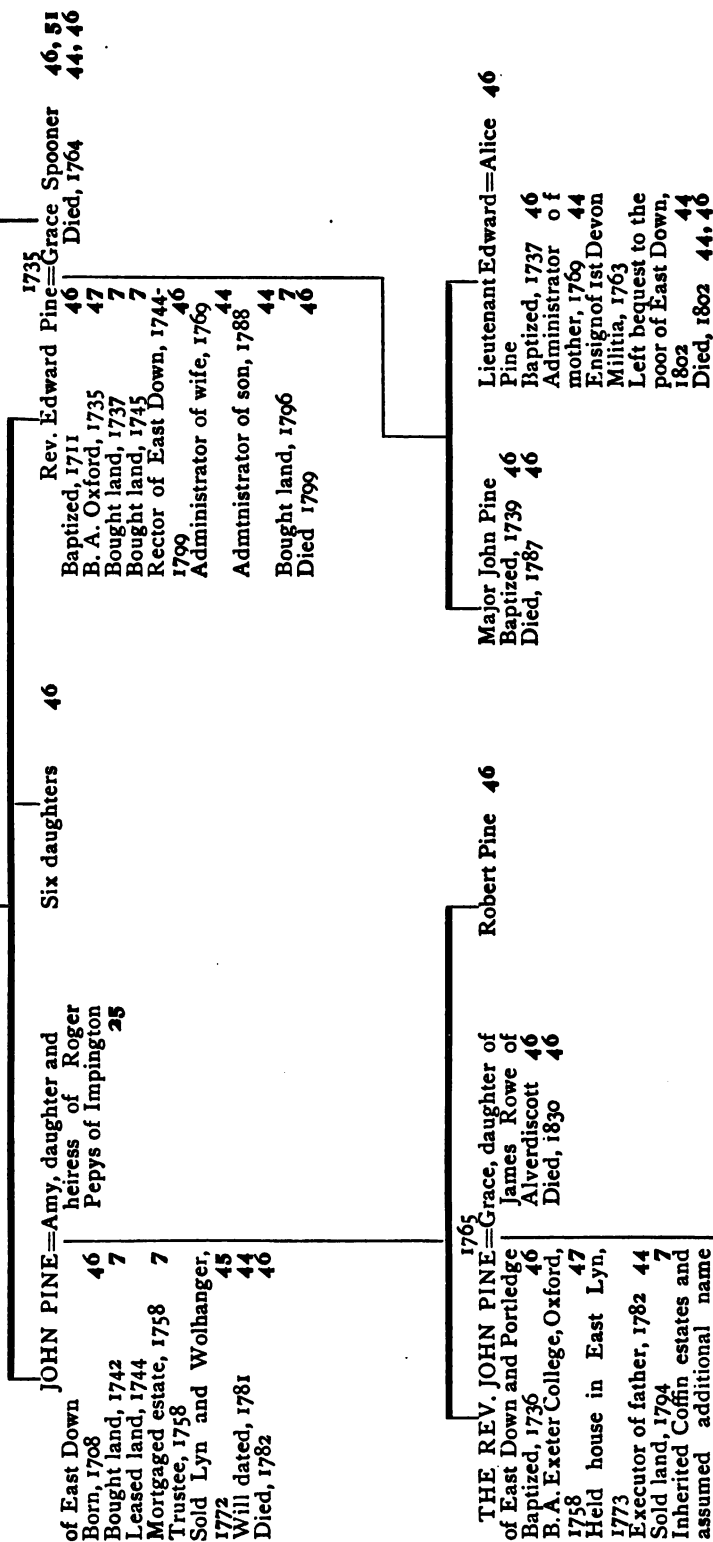 JOHN PINE=Amy, daughter and
heiress of Roger
Pepys of Impington
25
of East Down
Born, 1708 46
Bought land, 1742 7
Leased land, 1744
Mortgaged estate, 1758 7
Trustee, 1758
Sold Lyn and Wolhanger,
1772 45
Will dated, 1781 44
Died, 1782 46
Six daughters 46
1735
Rev. Edward Pine=Grace Spooner 46, 51
Died, 1764 44, 46
Baptized, 1711 46
B. A. Oxford, 1735 47
Bought land, 1737 7
Bought land, 1745 7
Rector of East Down, 1744-
1799 46
Administrator of wife, 1769
44
Admtnistrator of son, 1788
44
Bought land, 1796 7
Died 1799 46
1765
THE REV. JOHN PINE=Grace, daughter of
James Rowe of
Alverdiscott 46
Died, 1830 46
of East Down and Portledge
Baptized, 1736 46
B. A. Exeter College, Oxford,
1758 47
Held house in East Lyn,
1773
Executor of father, 1782 44
Sold land, 1794 7
Inherited Coffin estates and
assumed additional name
Robert Pine 46
Major John Pine
Baptized, 1739 46
Died, 1787 46
Lieutenant Edward=Alice 46
Pine
Baptized, 1737 46
Administrator of
mother, 1769 44
Ensign of 1st Devon
Militia, 1763
Left bequest to the
poor of East Down,
1802 44
Died, 1802 44, 46